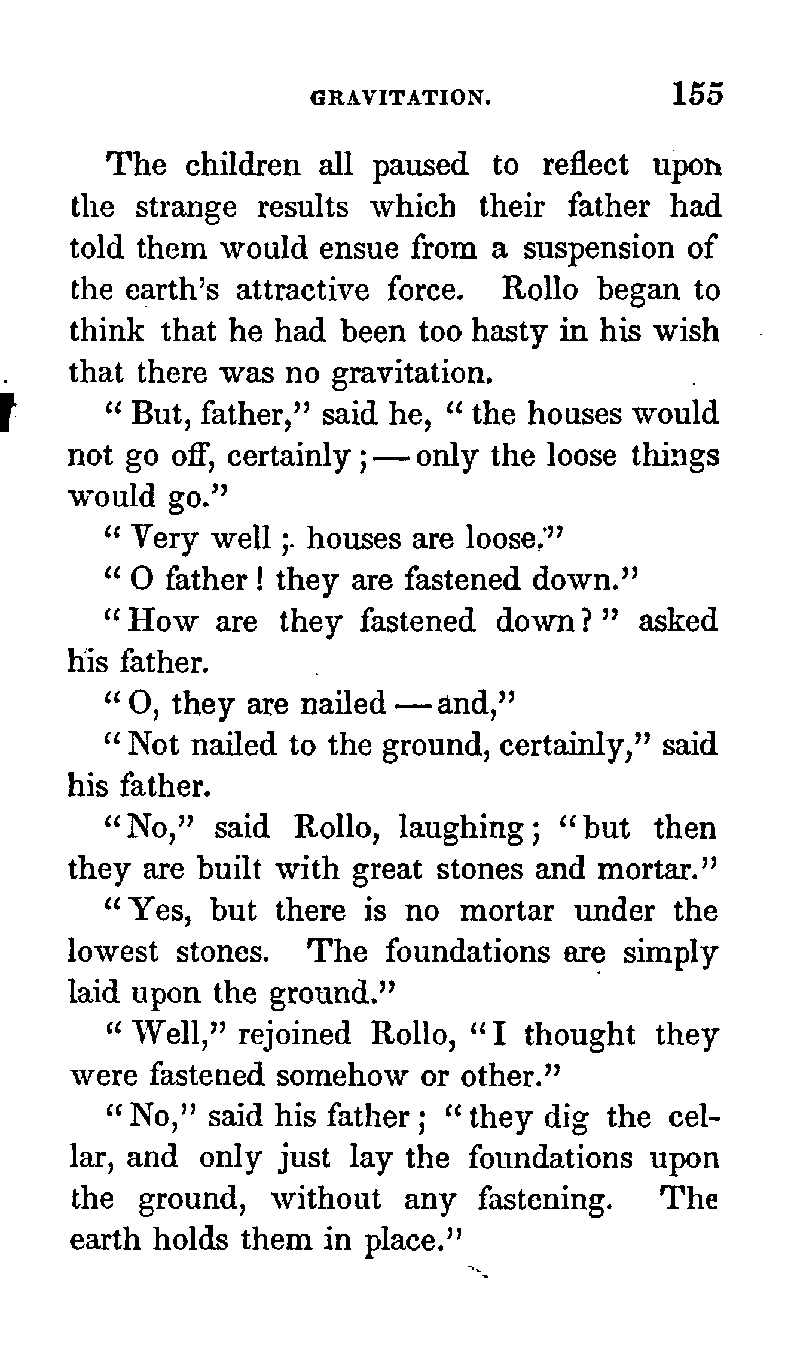 GRAVITATION. 155
The children all paused to reflect upon
the strange results which their father had
told them would ensue from a suspension of
the earth's attractive force. Rollo began to
think that he had been too hasty in his wish
that there was no gravitation.
“ But, father,” said he, “ the houses would
not go off, certainly ; — only the loose things
would go.”
“ Very well ; houses are loose.”
“ O father ! they are fastened down.”
“ How are they fastened down ? ” asked
his father.
“ O, they are nailed — and,”
“ Not nailed to the ground, certainly,” said
his father.
“ No,” said Rollo, laughing ; “ but then
they are built with great stones and mortar.”
“ Yes, but there is no mortar under the
lowest stones. The foundations are simply
laid upon the ground.”
“ Well,” rejoined Rollo, “ I thought they
were fastened somehow or other.”
“ No,” said his father ; “ they dig the cel-
lar, and only just lay the foundations upon
the ground, without any fastening. The
earth holds them in place.”